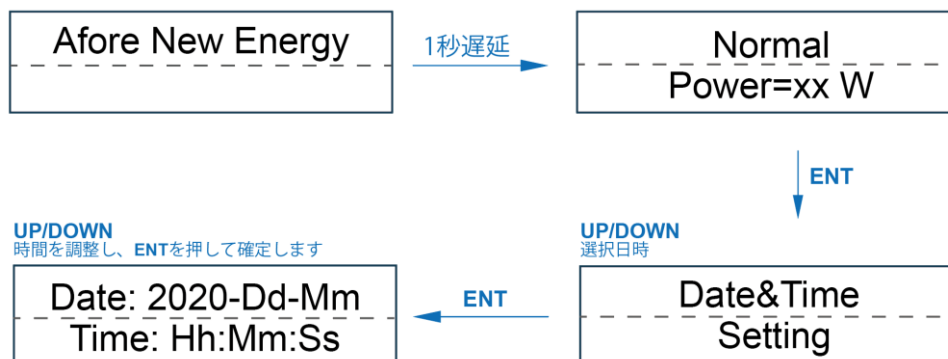 Afore New Energy
1秒遅延
Normal
Power=xx W
ENT
UP/DOWN
時間を調整し、ENTを押して確定します
UP/DOWN
選択日時
Date: 2020-Dd-Mm
Time: Hh:Mm:Ss
ENT
Date&Time
Setting